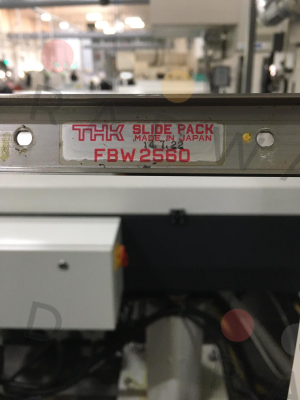 THK SLIDE PACK
MADE IN JAPAN
FBW 2560